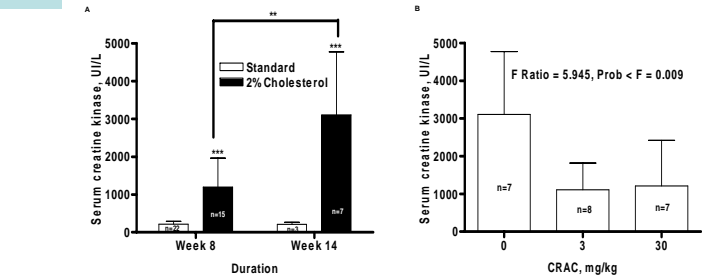 A
**
***
***
Standard
2% Cholesterol
5000
4000
3000
2000
1000
0
Serum creatine kinase, UI/L
n=22
n=15
n=3
n=7
Week 8
Week 14
Duration
B
F Ratio = 5.945, Prob < F = 0.009
5000
4000
3000
2000
1000
0
Serum creatine kinase, UI/L
n=7
n=8
n=7
0
3
30
CRAC, mg/kg